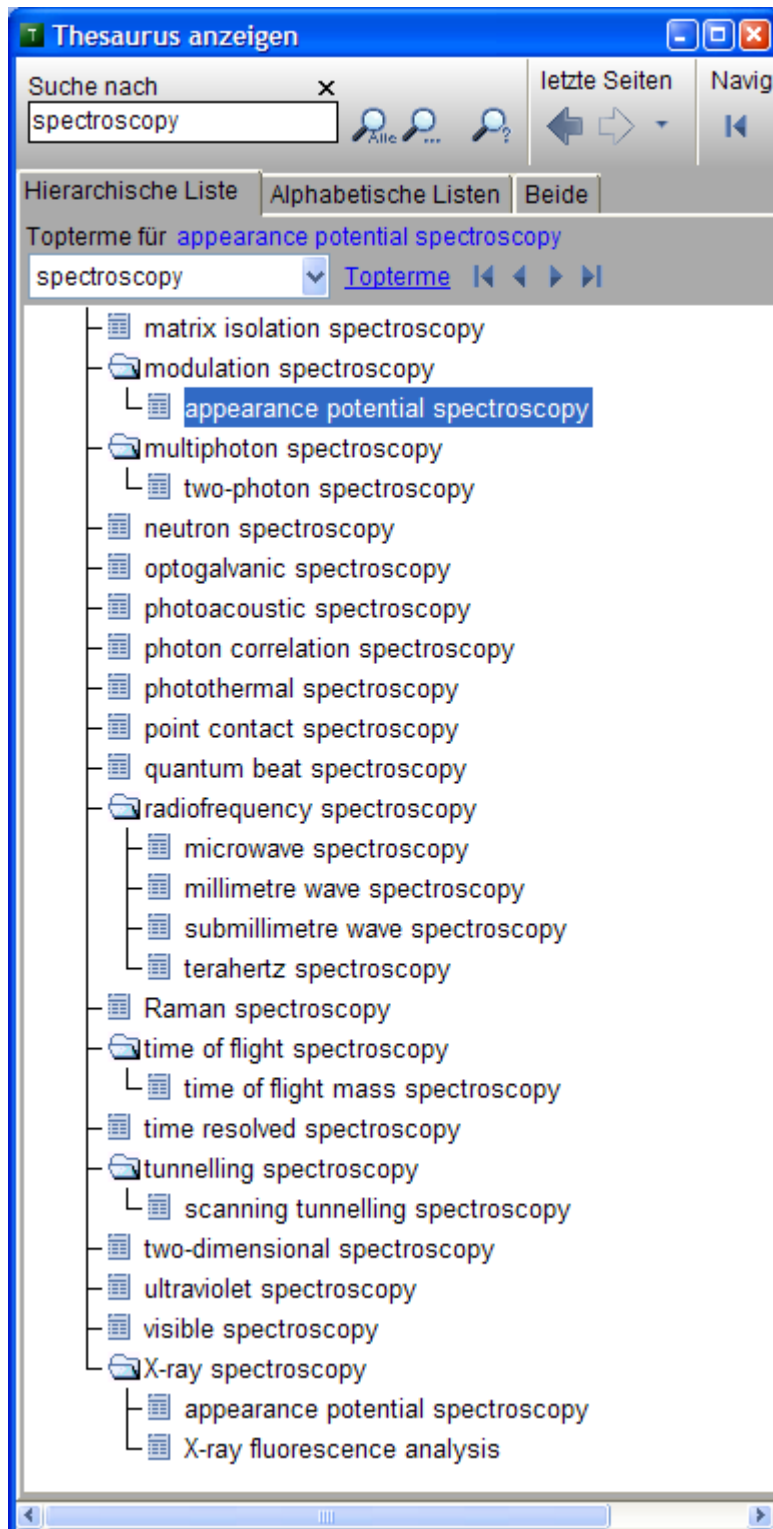 T Thesaurus anzeigen
Suche nach letzte Seiten Navig
spectroscopy Alle ... ?
Hierarchische Liste Alphabetische Listen Beide
Topterme für appearance potential spectroscopy
spectroscopy Topterme
matrix isolation spectroscopy
modulation spectroscopy
appearance potential spectroscopy
multiphoton spectroscopy
two-photon spectroscopy
neutron spectroscopy
optogalvanic spectroscopy
photoacoustic spectroscopy
photon correlation spectroscopy
photothermal spectroscopy
point contact spectroscopy
quantum beat spectroscopy
radiofrequency spectroscopy
microwave spectroscopy
millimetre wave spectroscopy
submillimetre wave spectroscopy
terahertz spectroscopy
Raman spectroscopy
time of flight spectroscopy
time of flight mass spectroscopy
time resolved spectroscopy
tunnelling spectroscopy
scanning tunnelling spectroscopy
two-dimensional spectroscopy
ultraviolet spectroscopy
visible spectroscopy
X-ray spectroscopy
appearance potential spectroscopy
X-ray fluorescence analysis